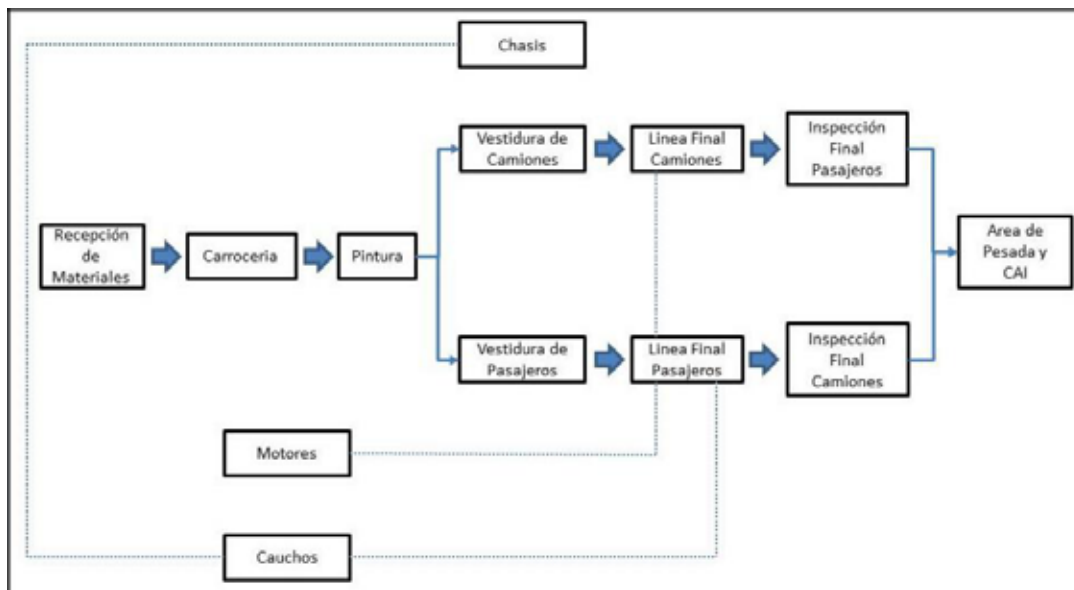 Chasis
Vestidura de
Camiones
Linea Final
Camiones
Inspección
Final
Pasajeros
Recepción
de
Materiales
Carroceria
Pintura
Area de
Pesada y
CAI
Vestidura de
Pasajeros
Linea Final
Pasajeros
Inspección
Final
Camiones
Motores
Cauchos